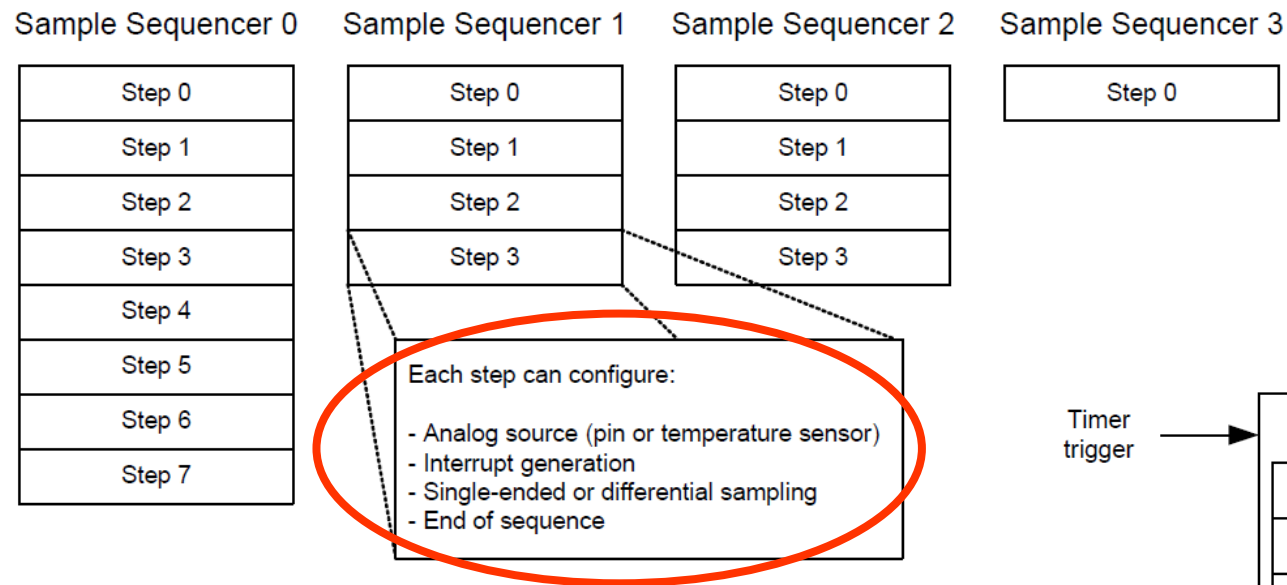 Sample Sequencer 0
Step 0
Step 1
Step 2
Step 3
Step 4
Step 5
Step 6
Step 7
Sample Sequencer 1
Step 0
Step 1
Step 2
Step 3
Sample Sequencer 2
Step 0
Step 1
Step 2
Step 3
Sample Sequencer 3
Step 0
Each step can configure:
- Analog source (pin or temperature sensor)
- Interrupt generation
- Single-ended or differential sampling
- End of sequence
Timer
trigger